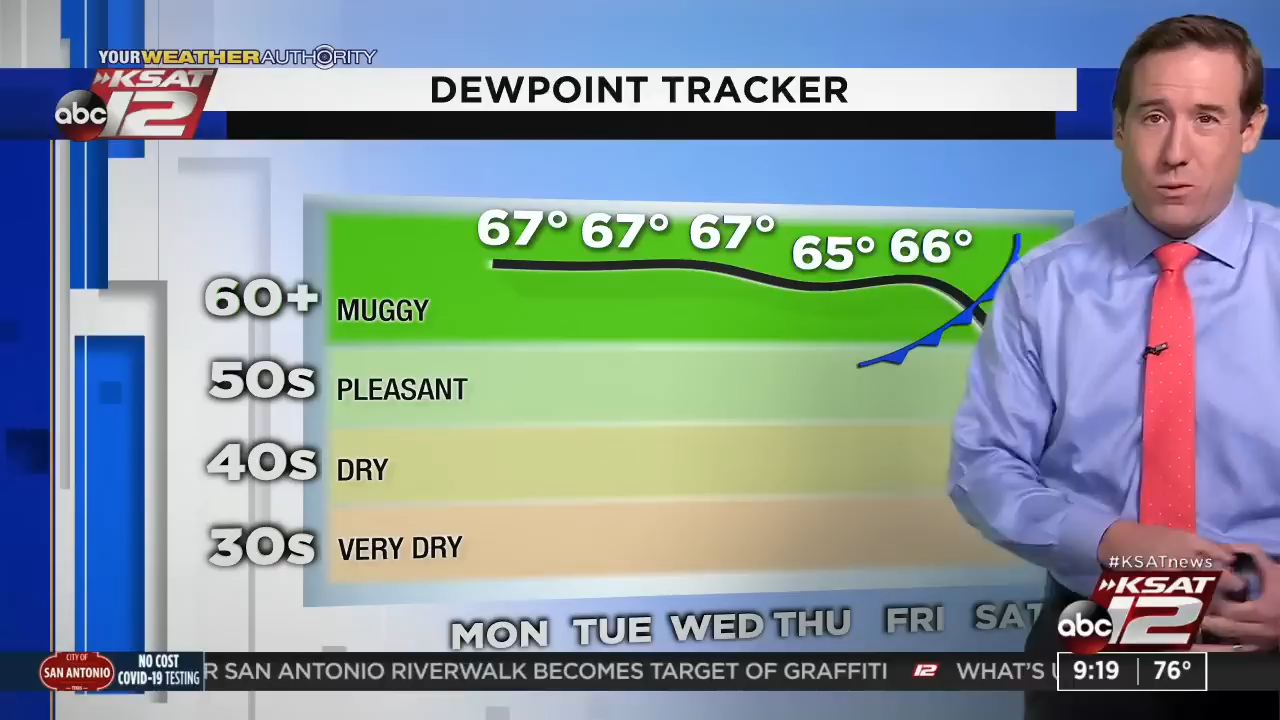 YOURWEATHERAUTHORITY
KSAT
abc 12
DEWPOINT TRACKER
67° 67° 67° 65° 66°
60+ MUGGY
50s PLEASANT
40s DRY
30s VERY DRY
MON TUE WED THU FRI SAT
#KSATnews
KSAT
abc 12
CITY OF
SAN ANTONIO
NO COST
COVID-19 TESTING
R SAN ANTONIO RIVERWALK BECOMES TARGET OF GRAFFITI 12 WHAT'S
9:19 76°